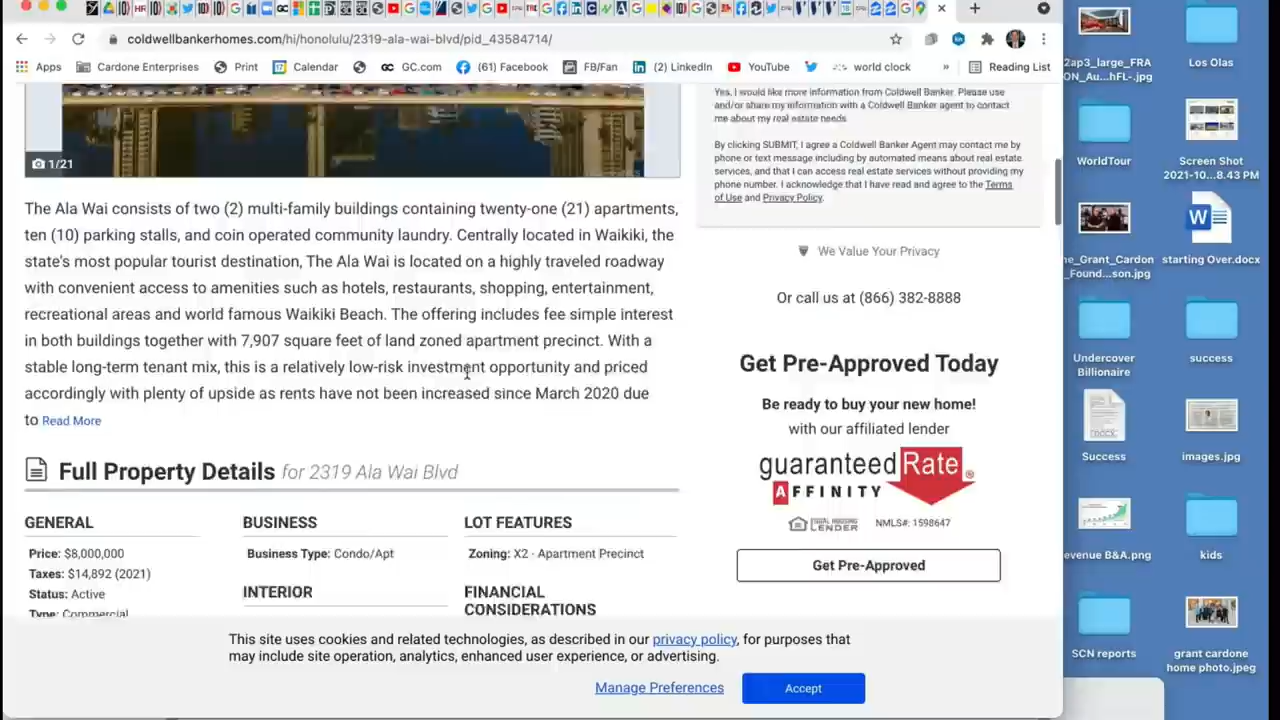 coldwellbankerhomes.com/hi/honolulu/2319-ala-wai-blvd/pid_43584714/
Apps
Cardone Enterprises
Print
Calendar
GC GC.com
(61) Facebook
FB/Fan
(2) LinkedIn
YouTube
Twitter
world clock
»
Reading List
1/21
The Ala Wai consists of two (2) multi-family buildings containing twenty-one (21) apartments,
ten (10) parking stalls, and coin operated community laundry. Centrally located in Waikiki, the
state's most popular tourist destination, The Ala Wai is located on a highly traveled roadway
with convenient access to amenities such as hotels, restaurants, shopping, entertainment,
recreational areas and world famous Waikiki Beach. The offering includes fee simple interest
in both buildings together with 7,907 square feet of land zoned apartment precinct. With a
stable long-term tenant mix, this is a relatively low-risk investment opportunity and priced
accordingly with plenty of upside as rents have not been increased since March 2020 due
to Read More
Full Property Details for 2319 Ala Wai Blvd
GENERAL
Price: $8,000,000
Taxes: $14,892 (2021)
Status: Active
Type: Commercial
BUSINESS
Business Type: Condo/Apt
INTERIOR
LOT FEATURES
Zoning: X2 - Apartment Precinct
FINANCIAL
CONSIDERATIONS
Yes, I would like more information from Coldwell Banker. Please use
and/or share my information with a Coldwell Banker agent to contact
me about my real estate needs.
By clicking SUBMIT, I agree a Coldwell Banker Agent may contact me by
phone or text message including by automated means about real estate
services, and that I can access real estate services without providing my
phone number. I acknowledge that I have read and agree to the Terms
of Use and Privacy Policy.
We Value Your Privacy
Or call us at (866) 382-8888
Get Pre-Approved Today
Be ready to buy your new home!
with our affiliated lender
guaranteed Rate
AFFINITY
EQUAL HOUSING
LENDER
NMLS#: 1598647
Get Pre-Approved
This site uses cookies and related technologies, as described in our privacy policy, for purposes that
may include site operation, analytics, enhanced user experience, or advertising.
Manage Preferences
Accept
2ap3_large_FRA
ON_Au...hFL-.jpg
Los Olas
WorldTour
Screen Shot
2021-10...8.43 PM
ne_Grant_Cardon
_Found...son.jpg
starting Over.docx
Undercover
Billionaire
success
Success
images.jpg
evenue B&A.png
kids
SCN reports
grant cardone
home photo.jpeg